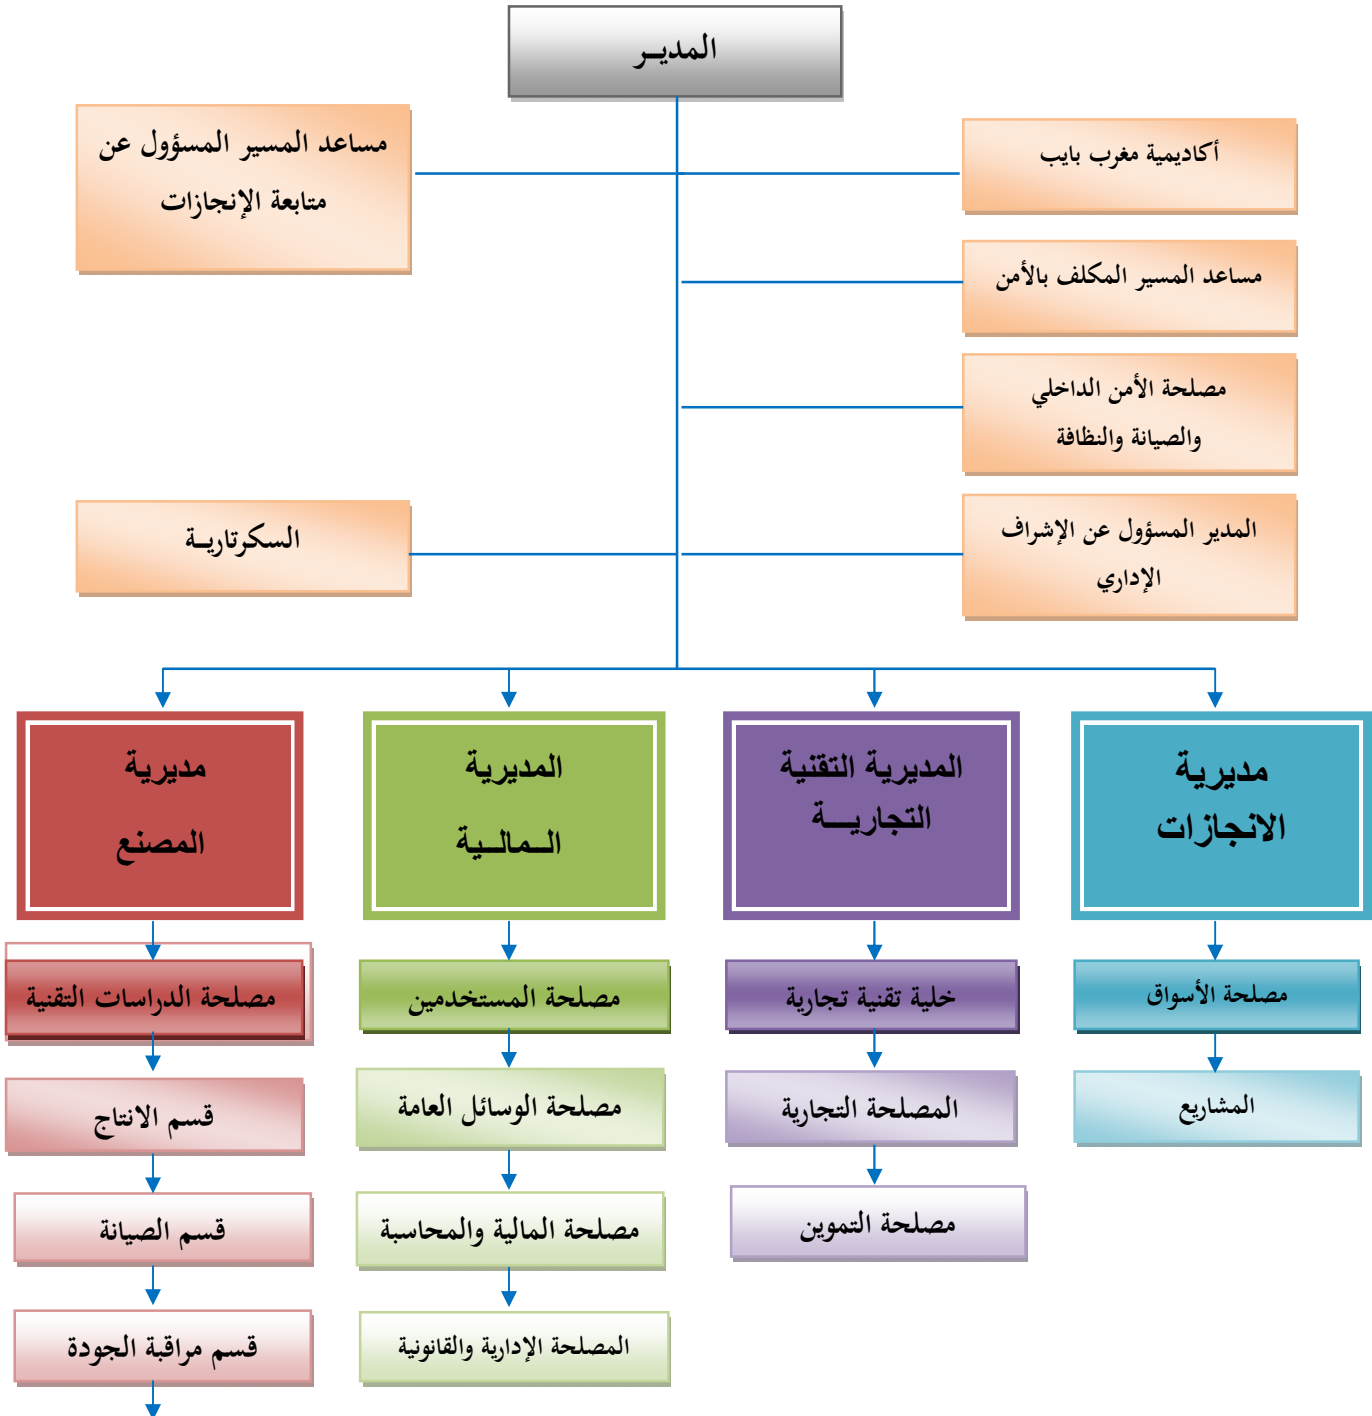 المديـر
أكاديمية مغرب بايب
مساعد المسير المسؤول عن
متابعة الإنجازات
مساعد المسير المكلف بالأمن
مصلحة الأمن الداخلي
والصيانة والنظافة
المدير المسؤول عن الإشراف
الإداري
السكرتاريـة
مديرية
الانجازات
المديرية التقنية
التجاريـــة
المديرية
الــمالــية
مديرية
المصنع
مصلحة الأسواق
خلية تقنية تجارية
مصلحة المستخدمين
مصلحة الدراسات التقنية
المشاريع
المصلحة التجارية
مصلحة الوسائل العامة
قسم الانتاج
مصلحة التموين
مصلحة المالية والمحاسبة
قسم الصيانة
المصلحة الإدارية والقانونية
قسم مراقبة الجودة